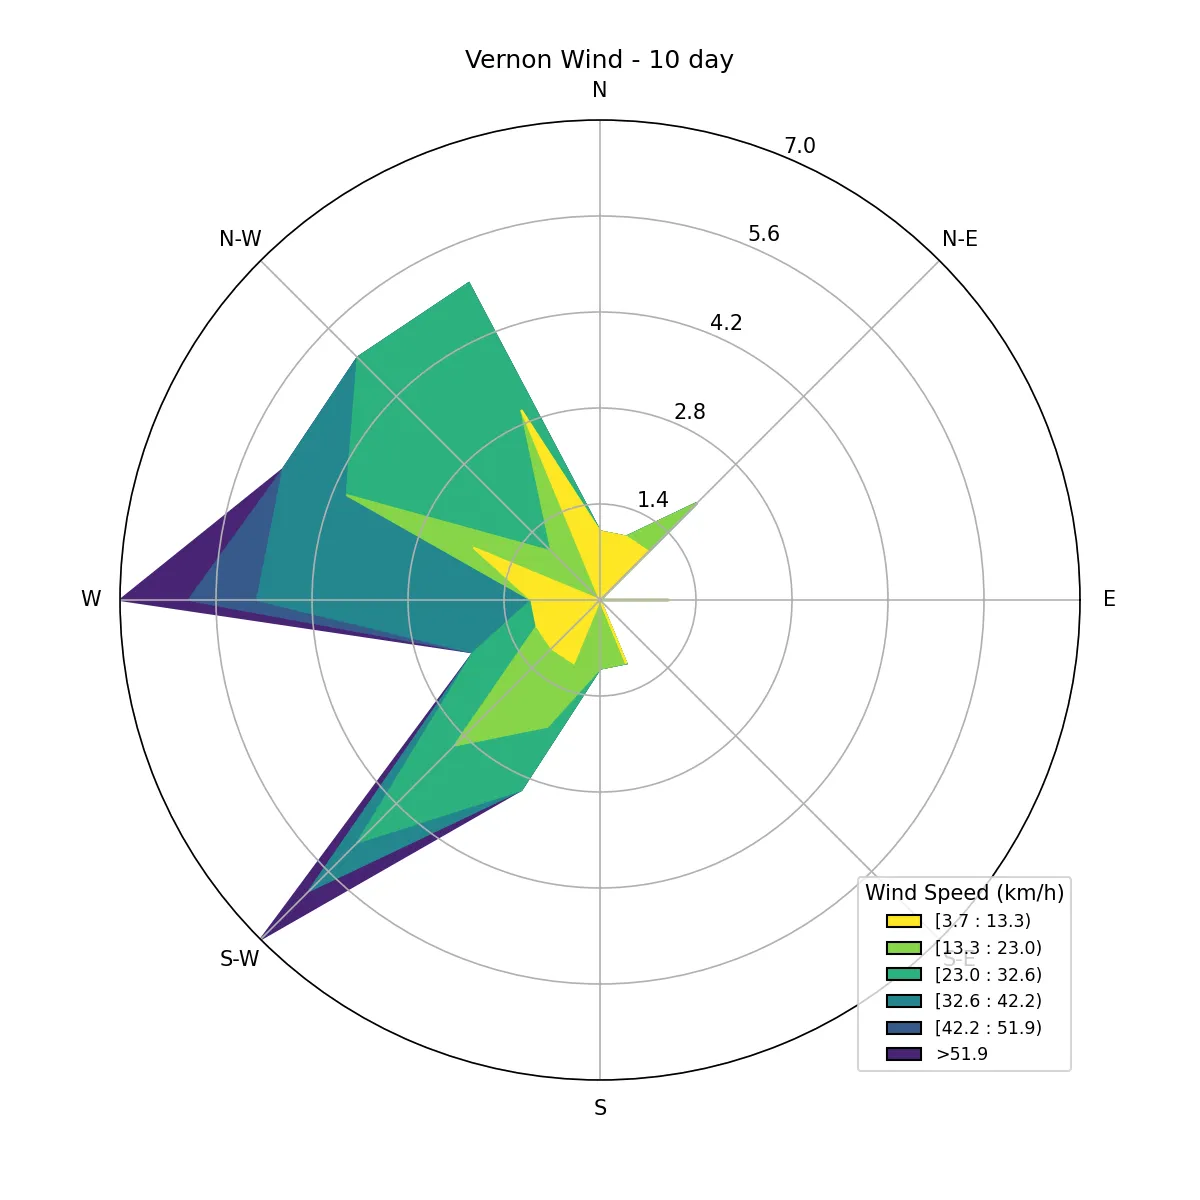 Vernon Wind - 10 day
N
7.0
5.6
N-W
N-E
4.2
2.8
1.4
W
E
S-W
S-E
S
Wind Speed (km/h)
[3.7 : 13.3)
[13.3 : 23.0)
[23.0 : 32.6)
[32.6 : 42.2)
[42.2 : 51.9)
>51.9